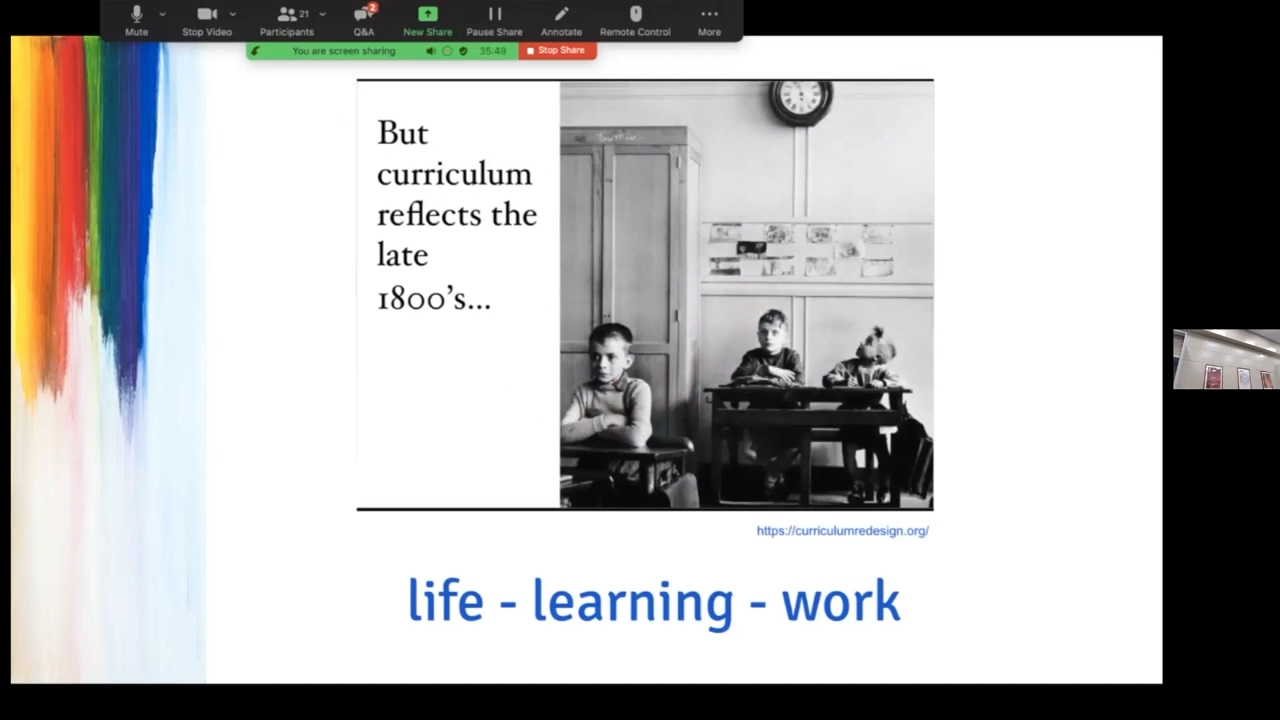 21
2
Mute
Stop Video
Participants
Q&A
New Share
Pause Share
Annotate
Remote Control
More
You are screen sharing
35:49
Stop Share
But
curriculum
reflects the
late
1800's...
https://curriculumredesign.org/
life - learning - work